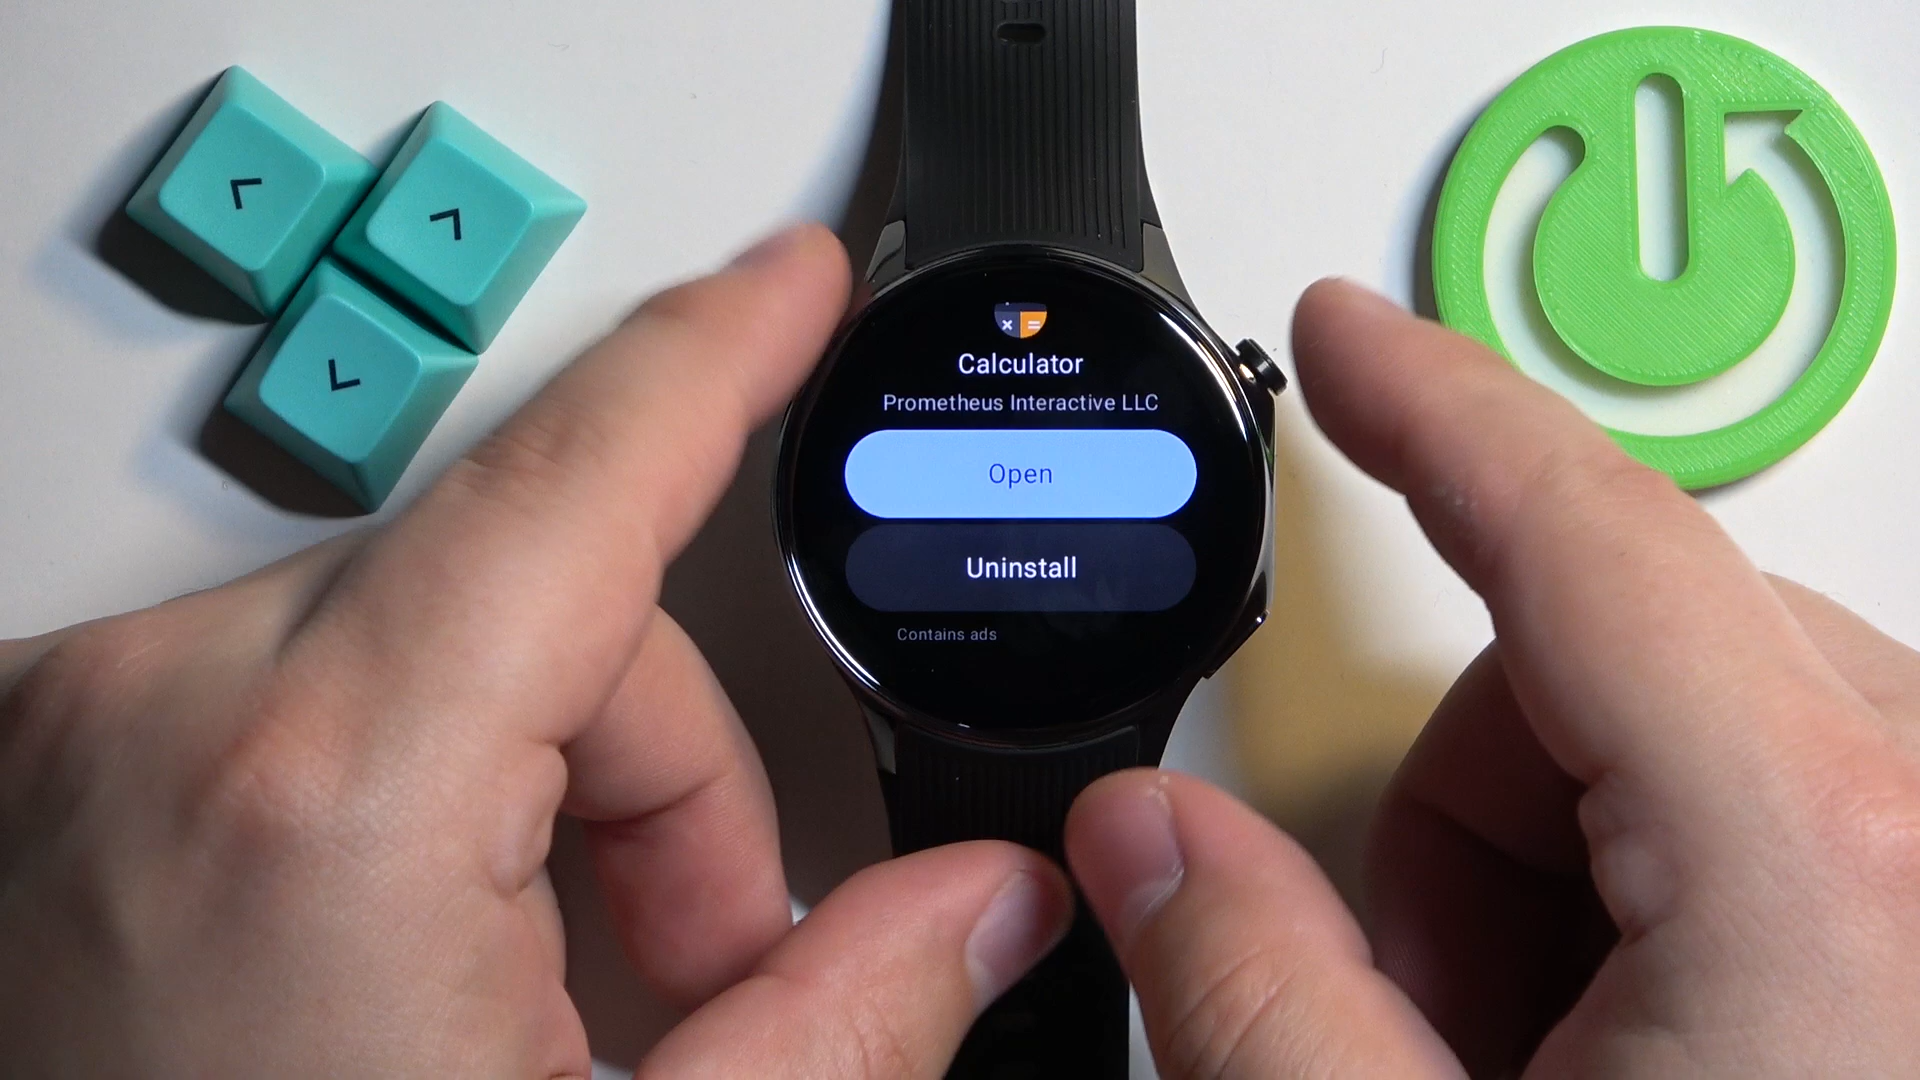 Calculator
Prometheus Interactive LLC
Open
Uninstall
Contains ads